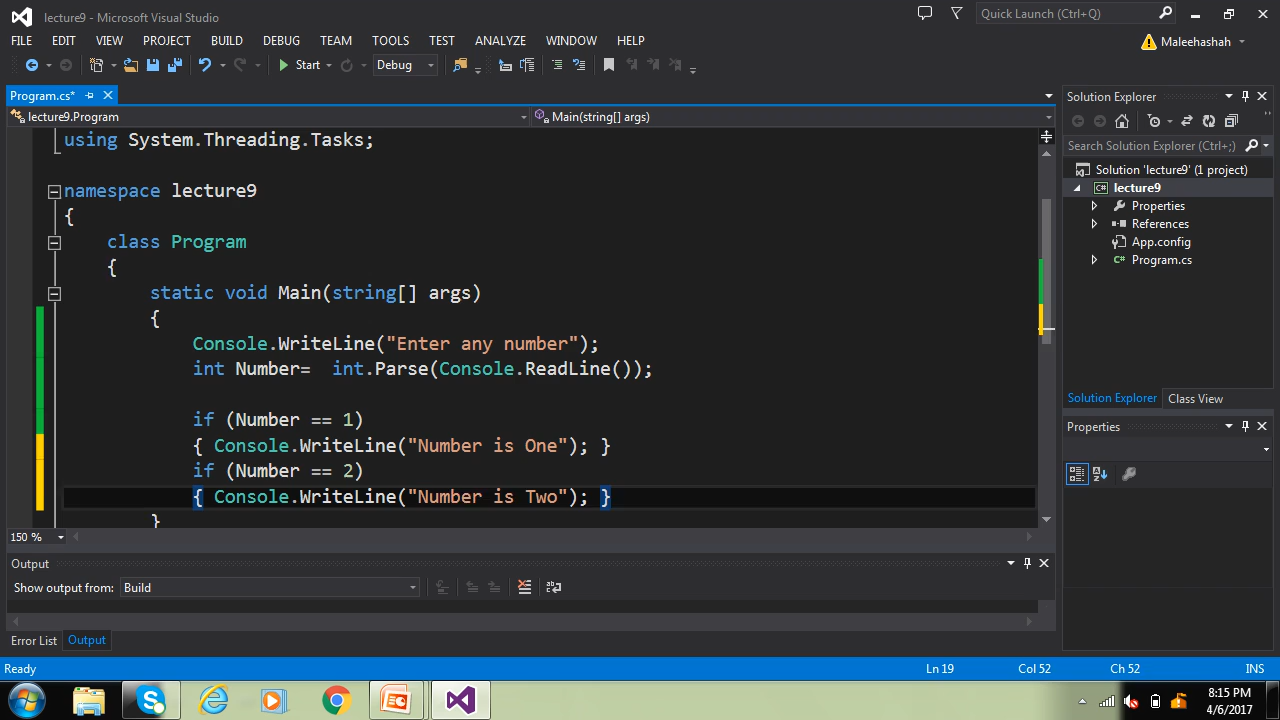 lecture9 - Microsoft Visual Studio
Quick Launch (Ctrl+Q)
FILE EDIT VIEW PROJECT BUILD DEBUG TEAM TOOLS TEST ANALYZE WINDOW HELP
Maleehashah
Start Debug
Program.cs*
lecture9.Program
Main(string[] args)
using System.Threading.Tasks;
namespace lecture9
{
class Program
{
static void Main(string[] args)
{
Console.WriteLine("Enter any number");
int Number=  int.Parse(Console.ReadLine());
if (Number == 1)
{ Console.WriteLine("Number is One"); }
if (Number == 2)
{ Console.WriteLine("Number is Two"); }
}
150 %
Output
Show output from: Build
Error List Output
Solution Explorer
Search Solution Explorer (Ctrl+;)
Solution 'lecture9' (1 project)
C# lecture9
Properties
References
App.config
C# Program.cs
Solution Explorer Class View
Properties
Ready Ln 19 Col 52 Ch 52 INS
8:15 PM
4/6/2017